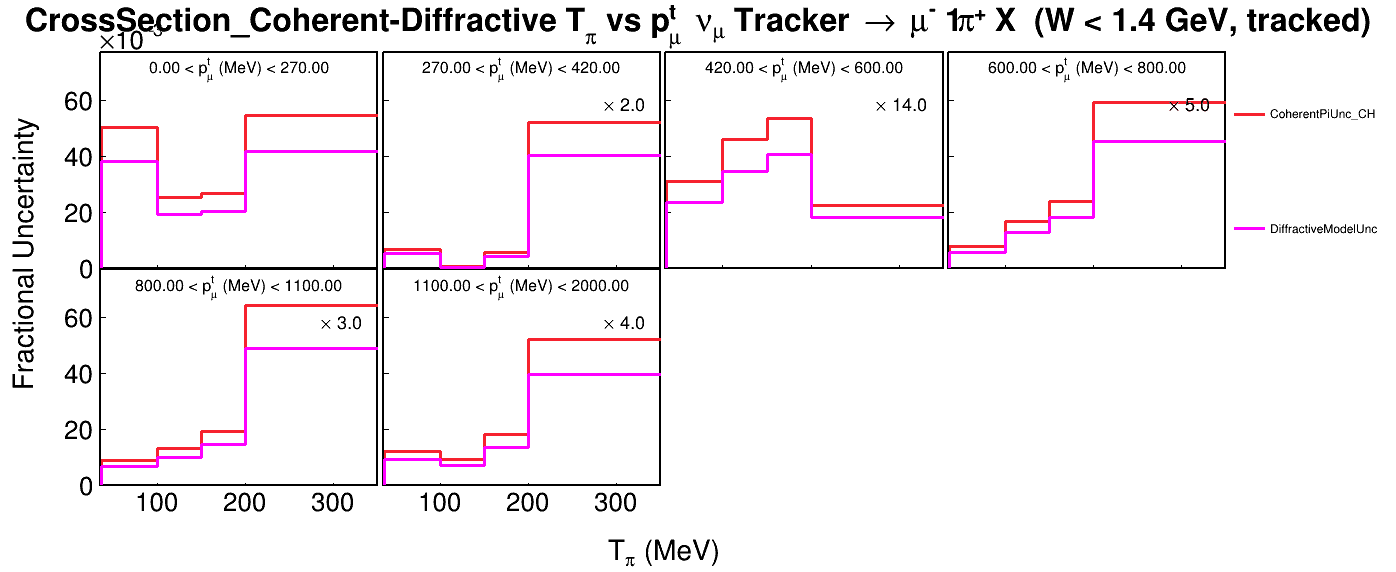 CrossSection_Coherent-Diffractive Tπ vs pᵗμ νμ Tracker → μ⁻ 1π⁺ X (W < 1.4 GeV, tracked)
×10⁻³
0.00 < pᵗμ (MeV) < 270.00
270.00 < pᵗμ (MeV) < 420.00
420.00 < pᵗμ (MeV) < 600.00
600.00 < pᵗμ (MeV) < 800.00
× 2.0
× 14.0
× 5.0
CoherentPiUnc_CH
DiffractiveModelUnc
60
40
20
0
Fractional Uncertainty
800.00 < pᵗμ (MeV) < 1100.00
1100.00 < pᵗμ (MeV) < 2000.00
× 3.0
× 4.0
60
40
20
0
100 200 300
100 200 300
Tπ (MeV)